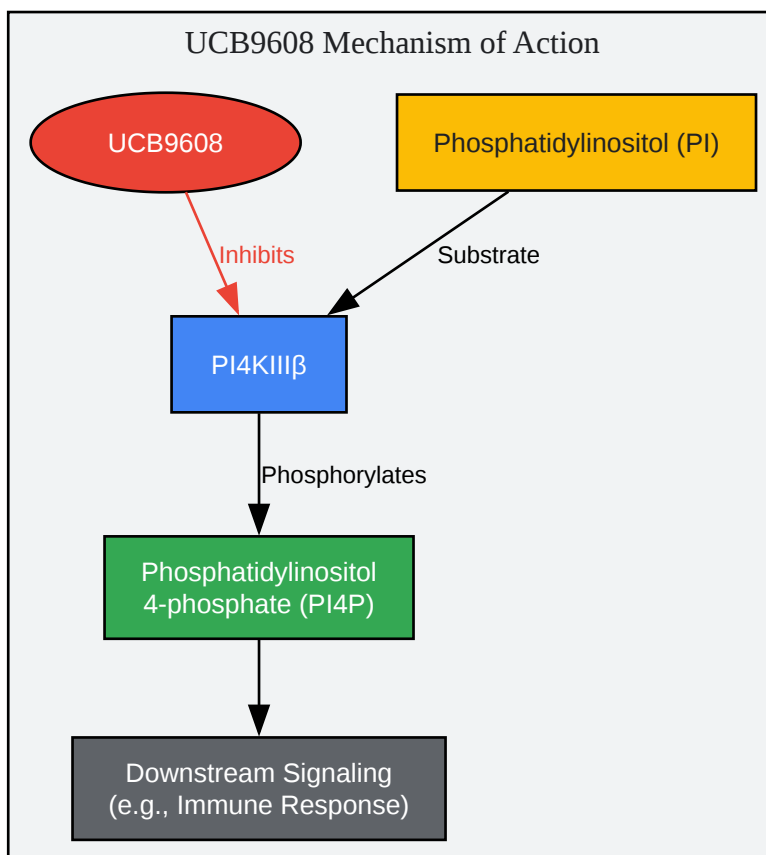 UCB9608 Mechanism of Action
UCB9608
Phosphatidylinositol (PI)
Inhibits
Substrate
PI4KIIIβ
Phosphorylates
Phosphatidylinositol
4-phosphate (PI4P)
Downstream Signaling
(e.g., Immune Response)